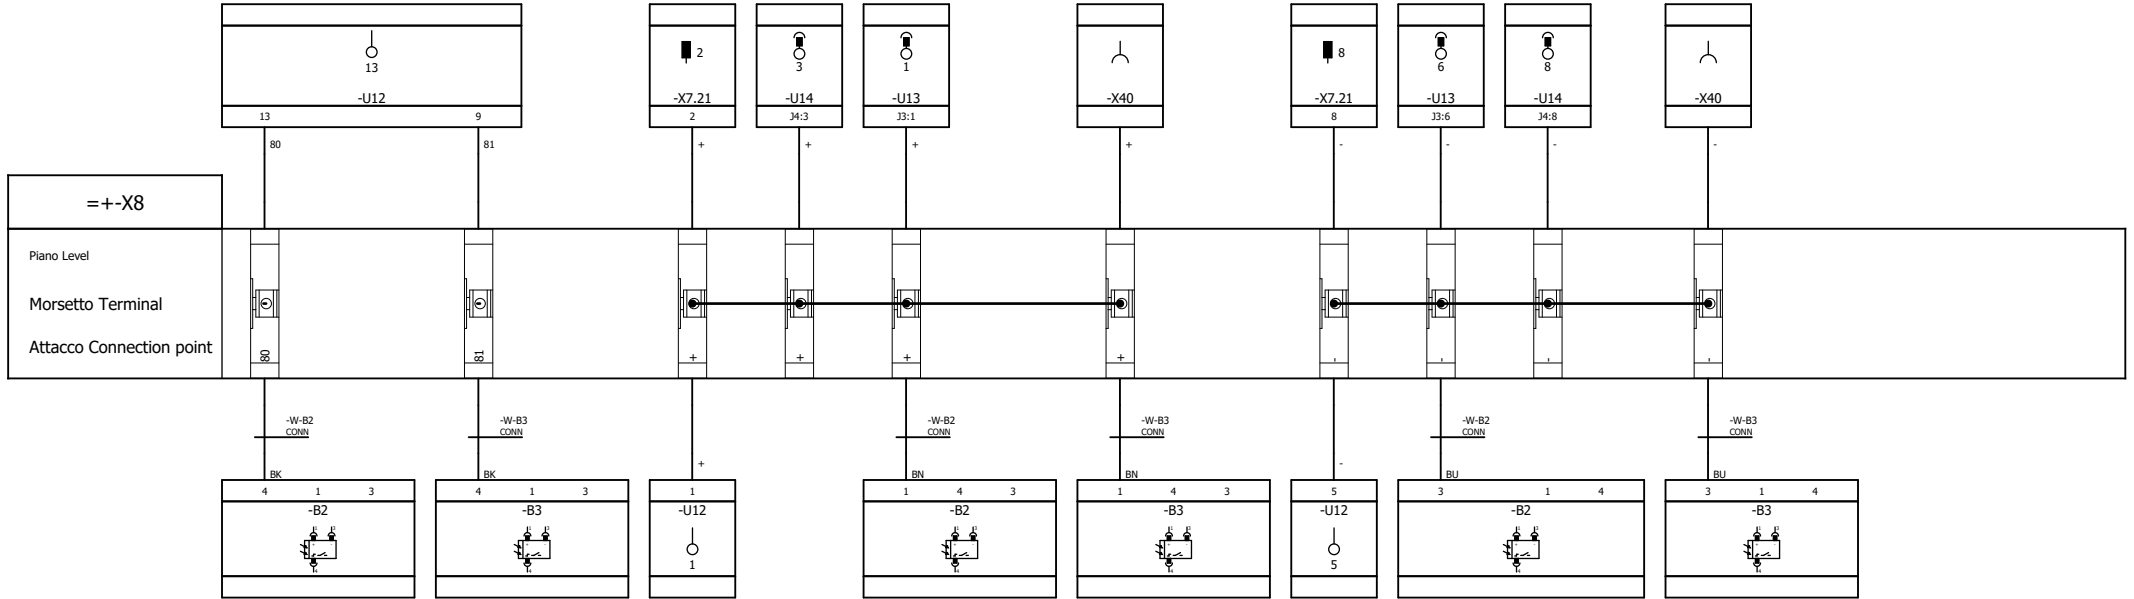 13 2 3 1 8 6 8
-U12 -X7.21 -U14 -U13 -X40 -X7.21 -U13 -U14 -X40
13 9 2 J4:3 J3:1 8 J3:6 J4:8
80 81 + + + + - - - -
=+-X8
Piano Level
Morsetto Terminal
Attacco Connection point
80 81 + + + + - - - -
-W-B2 -W-B3 -W-B2 -W-B3 -W-B2 -W-B3
CONN CONN CONN CONN CONN CONN
+ -
BK BK BN BN BU BU
4 1 3 4 1 3 1 1 4 3 1 4 3 5 3 1 4 3 1 4
-B2 -B3 -U12 -B2 -B3 -U12 -B2 -B3
1 5